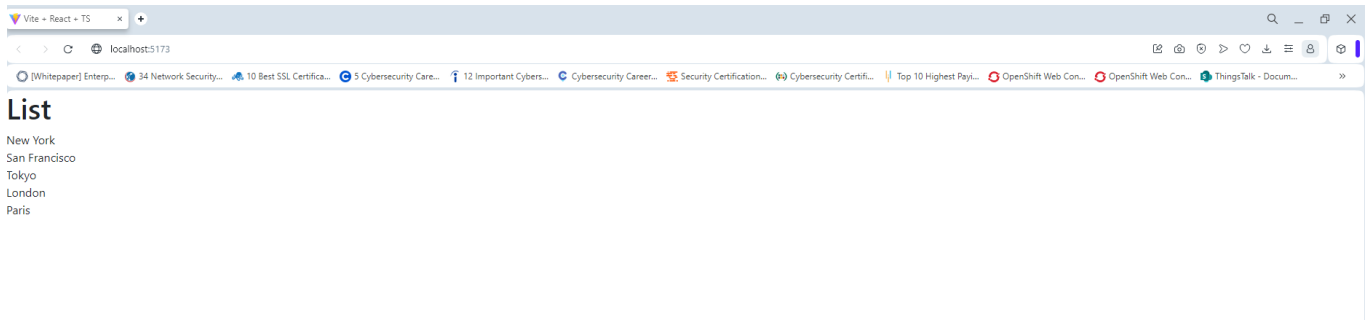 Vite + React + TS
localhost:5173
[Whitepaper] Enterp... 34 Network Security... 10 Best SSL Certifica... 5 Cybersecurity Care... 12 Important Cybers... Cybersecurity Career... Security Certification... Cybersecurity Certifi... Top 10 Highest Payi... OpenShift Web Con... OpenShift Web Con... ThingsTalk - Docum...
List
New York
San Francisco
Tokyo
London
Paris